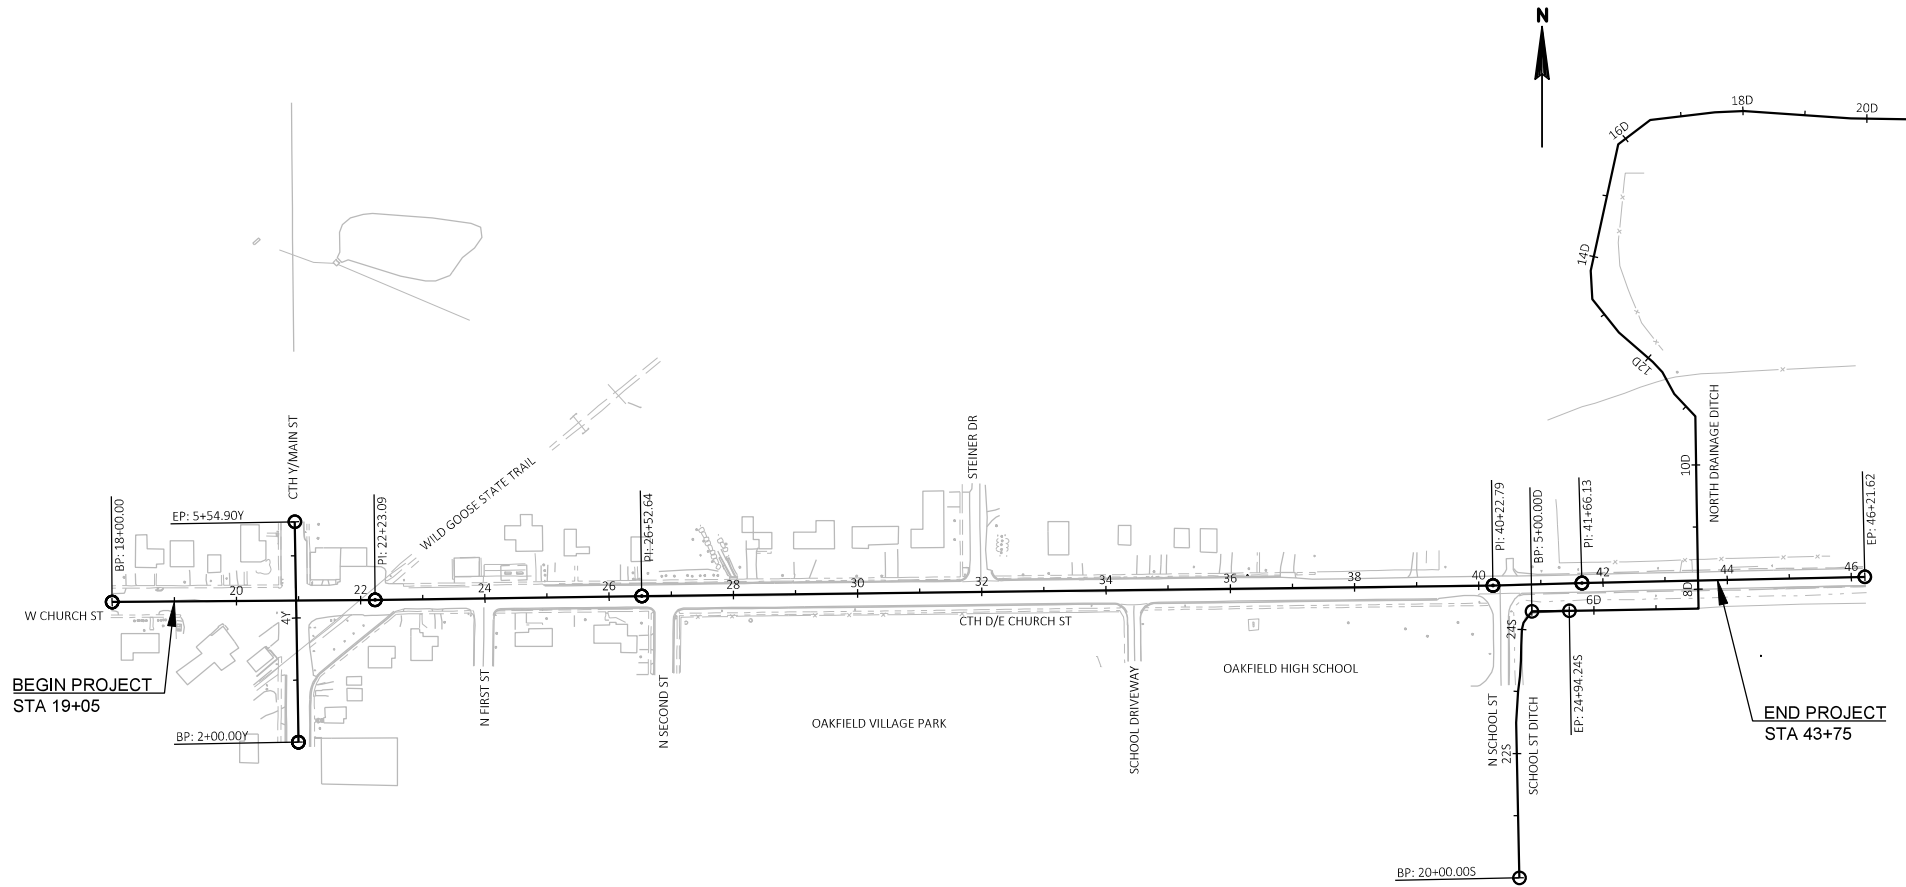 N
18D
20D
16D
14D
12D
10D
NORTH DRAINAGE DITCH
CTH Y/MAIN ST
WILD GOOSE STATE TRAIL
STEINER DR
BP: 18+00.00
EP: 5+54.90Y
PI: 22+23.09
PI: 26+52.64
PI: 40+22.79
BP: 5+00.00D
PI: 41+66.13
EP: 46+21.62
20
22
24
26
28
30
32
34
36
38
40
42
44
46
W CHURCH ST
4Y
CTH D/E CHURCH ST
24S
6D
8D
BEGIN PROJECT
STA 19+05
N FIRST ST
N SECOND ST
OAKFIELD VILLAGE PARK
SCHOOL DRIVEWAY
OAKFIELD HIGH SCHOOL
N SCHOOL ST
22S
SCHOOL ST DITCH
EP: 24+94.24S
END PROJECT
STA 43+75
BP: 2+00.00Y
BP: 20+00.00S